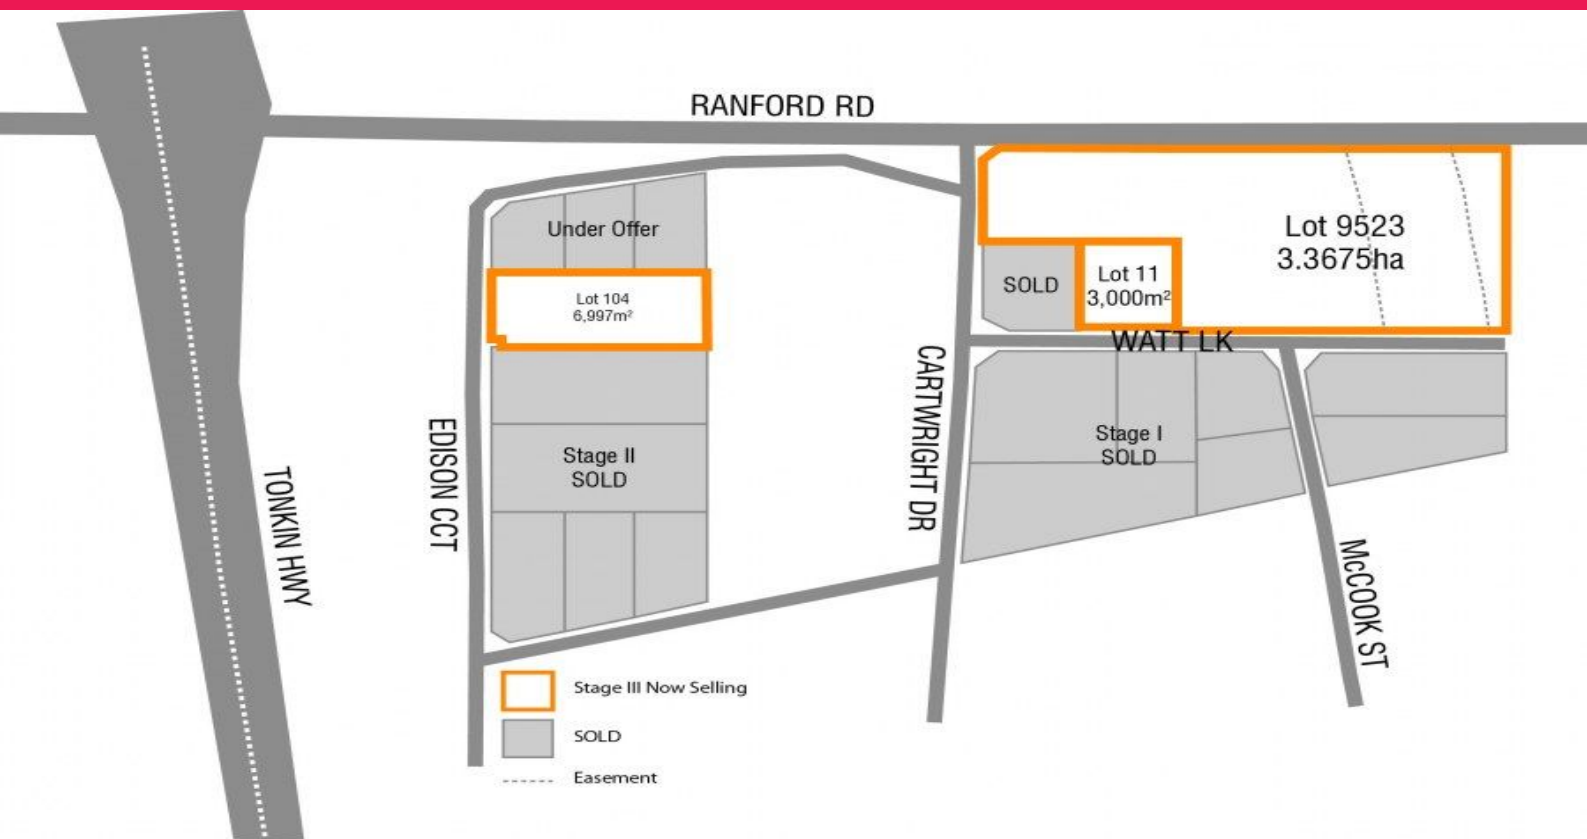 RANFORD RD
Under Offer
Lot 9523
3.3675ha
Lot 104
6,997m²
SOLD
Lot 11
3,000m²
WATT LK
CARTWRIGHT DR
EDISON CCT
TONKIN HWY
Stage II
SOLD
Stage I
SOLD
McCOOK ST
Stage III Now Selling
SOLD
Easement